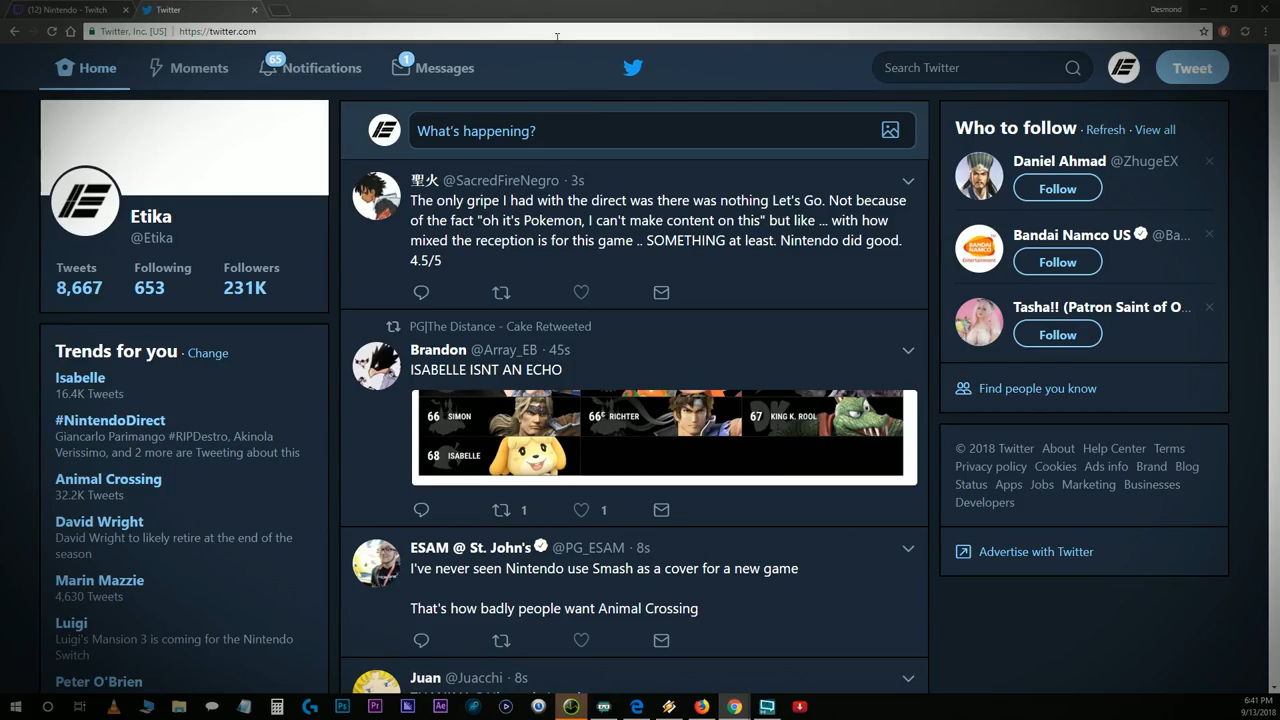 (12) Nintendo - Twitch
Twitter
Desmond
Twitter, Inc. [US]
https://twitter.com
Home
Moments
65
Notifications
1
Messages
Search Twitter
Tweet
Etika
@Etika
Tweets
Following
Followers
8,667
653
231K
Trends for you · Change
Isabelle
16.4K Tweets
#NintendoDirect
Giancarlo Parimango #RIPDestro, Akinola
Verissimo, and 2 more are Tweeting about this
Animal Crossing
32.2K Tweets
David Wright
David Wright to likely retire at the end of the
season
Marin Mazzie
4,630 Tweets
Luigi
Luigi's Mansion 3 is coming for the Nintendo
Switch
Peter O'Brien
What's happening?
聖火 @SacredFireNegro · 3s
The only gripe I had with the direct was there was nothing Let's Go. Not because
of the fact "oh it's Pokemon, I can't make content on this" but like ... with how
mixed the reception is for this game .. SOMETHING at least. Nintendo did good.
4.5/5
PG|The Distance - Cake Retweeted
Brandon @Array_EB · 45s
ISABELLE ISNT AN ECHO
66 SIMON
66ᵋ RICHTER
67 KING K. ROOL
68 ISABELLE
1
1
ESAM @ St. John's @PG_ESAM · 8s
I've never seen Nintendo use Smash as a cover for a new game
That's how badly people want Animal Crossing
Juan @Juacchi · 8s
Who to follow · Refresh · View all
Daniel Ahmad @ZhugeEX
Follow
Bandai Namco US @Ba...
Follow
Tasha!! (Patron Saint of O...
Follow
Find people you know
© 2018 Twitter About Help Center Terms
Privacy policy Cookies Ads info Brand Blog
Status Apps Jobs Marketing Businesses
Developers
Advertise with Twitter
6:41 PM
9/13/2018